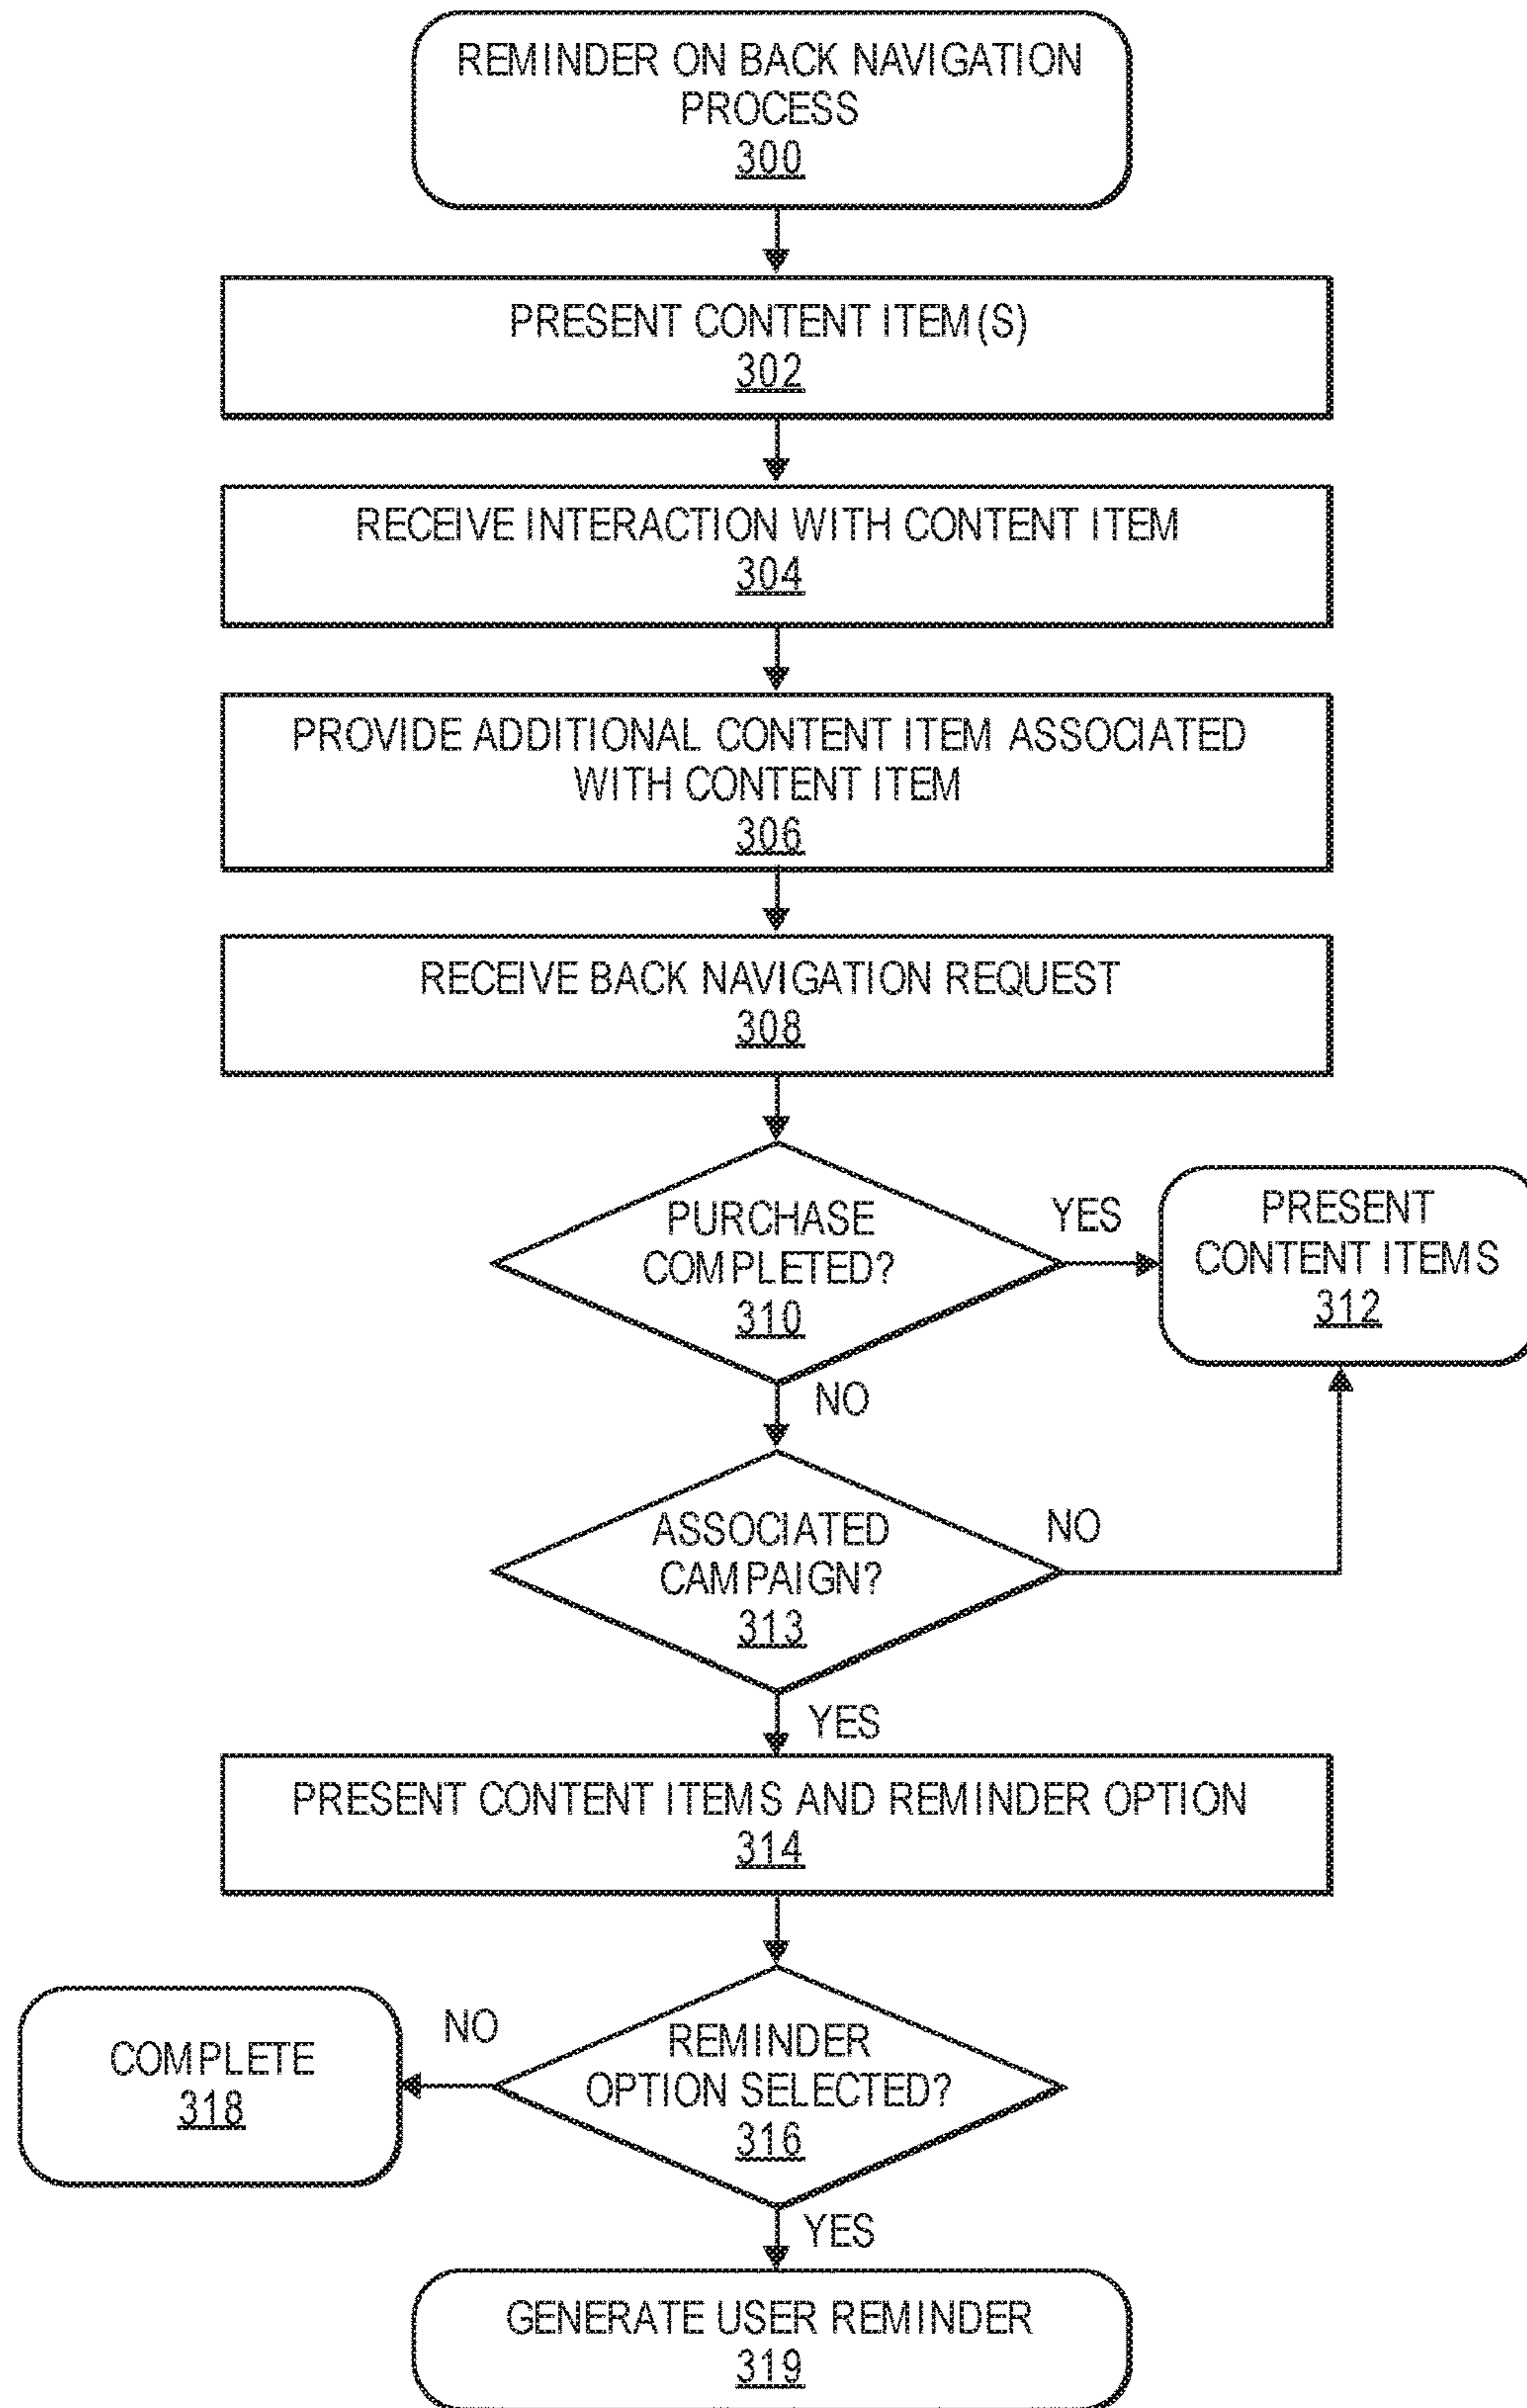 REMINDER ON BACK NAVIGATION
PROCESS
300
PRESENT CONTENT ITEM(S)
302
RECEIVE INTERACTION WITH CONTENT ITEM
304
PROVIDE ADDITIONAL CONTENT ITEM ASSOCIATED
WITH CONTENT ITEM
306
RECEIVE BACK NAVIGATION REQUEST
308
PURCHASE
COMPLETED?
310
YES
PRESENT
CONTENT ITEMS
312
NO
ASSOCIATED
CAMPAIGN?
313
NO
YES
PRESENT CONTENT ITEMS AND REMINDER OPTION
314
REMINDER
OPTION SELECTED?
316
NO
COMPLETE
318
YES
GENERATE USER REMINDER
319